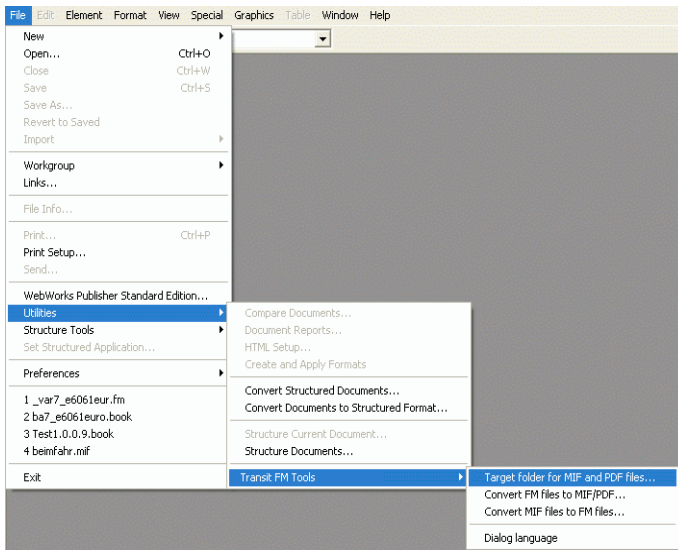 File Edit Element Format View Special Graphics Table Window Help
New
Open... Ctrl+O
Close Ctrl+W
Save Ctrl+S
Save As...
Revert to Saved
Import
Workgroup
Links...
File Info...
Print... Ctrl+P
Print Setup...
Send...
WebWorks Publisher Standard Edition...
Utilities
Structure Tools
Set Structured Application...
Preferences
1 _var7_e6061eur.fm
2 ba7_e6061euro.book
3 Test1.0.0.9.book
4 beimfahr.mif
Exit
Compare Documents...
Document Reports...
HTML Setup...
Create and Apply Formats
Convert Structured Documents...
Convert Documents to Structured Format...
Structure Current Document...
Structure Documents...
Transit FM Tools
Target folder for MIF and PDF files...
Convert FM files to MIF/PDF...
Convert MIF files to FM files...
Dialog language